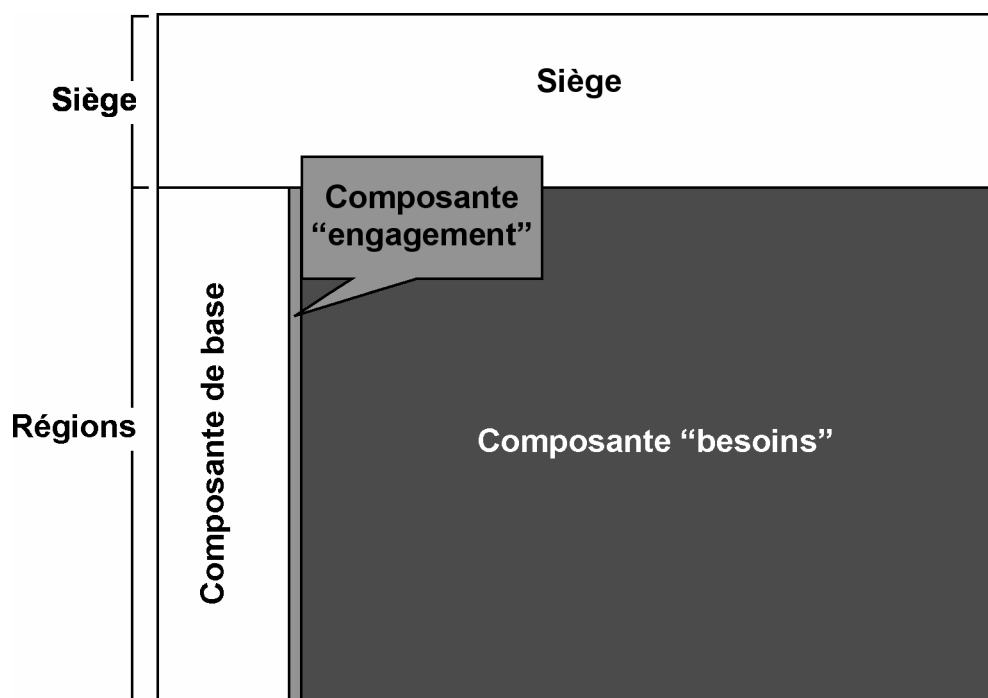 Siège
Siège
Composante
“engagement”
Composante de base
Régions
Composante “besoins”